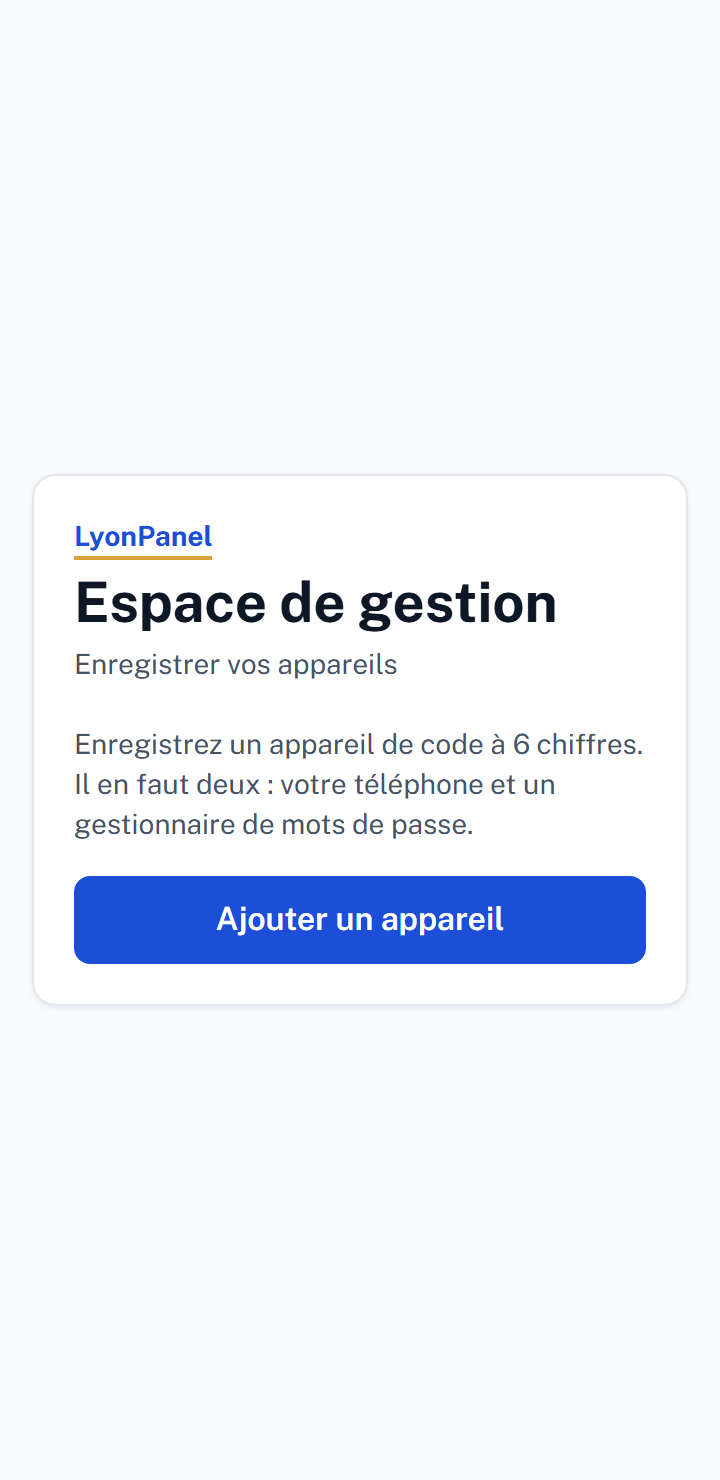 LyonPanel
Espace de gestion
Enregistrer vos appareils
Enregistrez un appareil de code à 6 chiffres.
Il en faut deux : votre téléphone et un
gestionnaire de mots de passe.
Ajouter un appareil